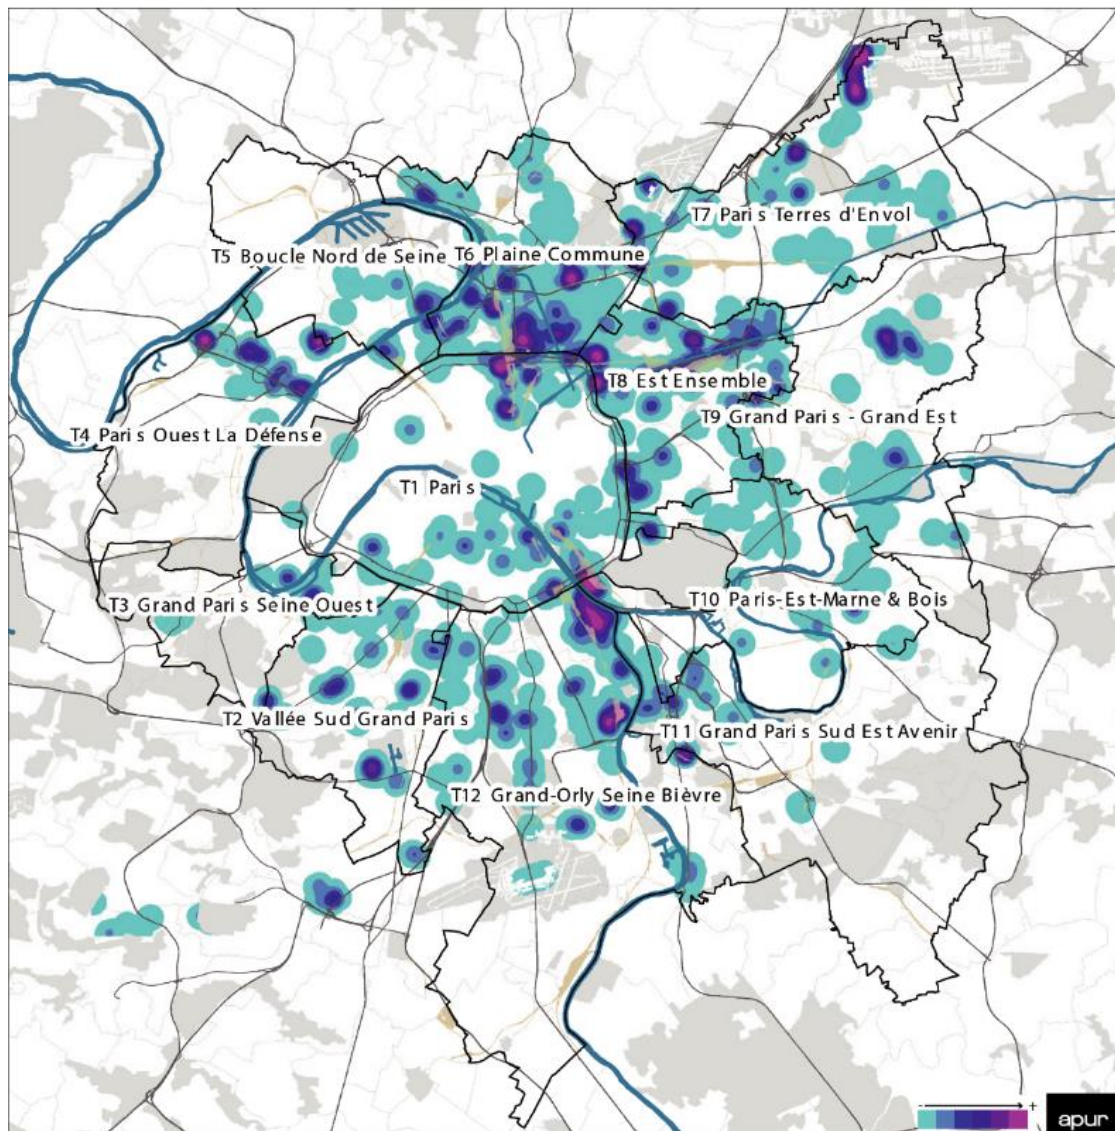 T7 Paris Terres d'Envol
T5 Boucle Nord de Seine
T6 Plaine Commune
T8 Est Ensemble
T9 Grand Paris - Grand Est
T4 Paris Ouest La Défense
T1 Paris
T3 Grand Paris Seine Ouest
T10 Paris-Est-Marne & Bois
T2 Vallée Sud Grand Paris
T11 Grand Paris Sud Est Avenir
T12 Grand-Orly Seine Bièvre
- +
apur